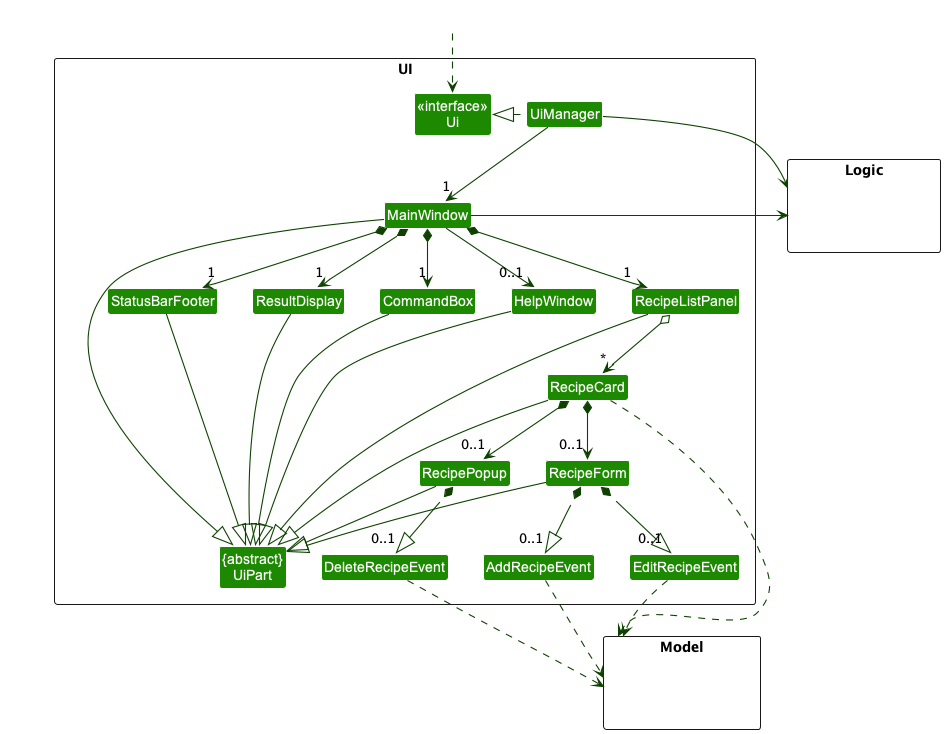 UI
«interface»
Ui
UiManager
Logic
1
MainWindow
1
1
1
0..1
1
StatusBarFooter
ResultDisplay
CommandBox
HelpWindow
RecipeListPanel
*
RecipeCard
0..1
0..1
RecipePopup
RecipeForm
0..1
0..1
0..1
{abstract}
UiPart
DeleteRecipeEvent
AddRecipeEvent
EditRecipeEvent
Model